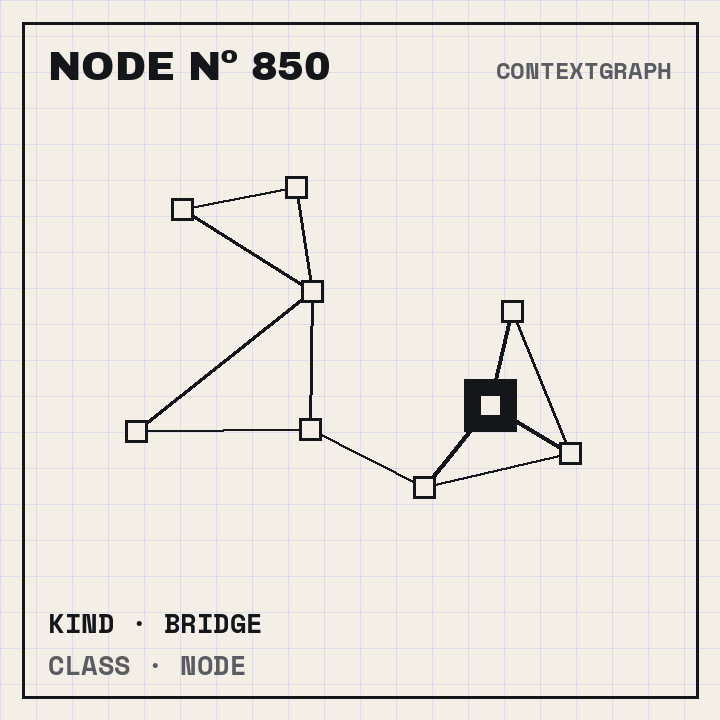 NODE Nº 850
CONTEXTGRAPH
KIND · BRIDGE
CLASS · NODE